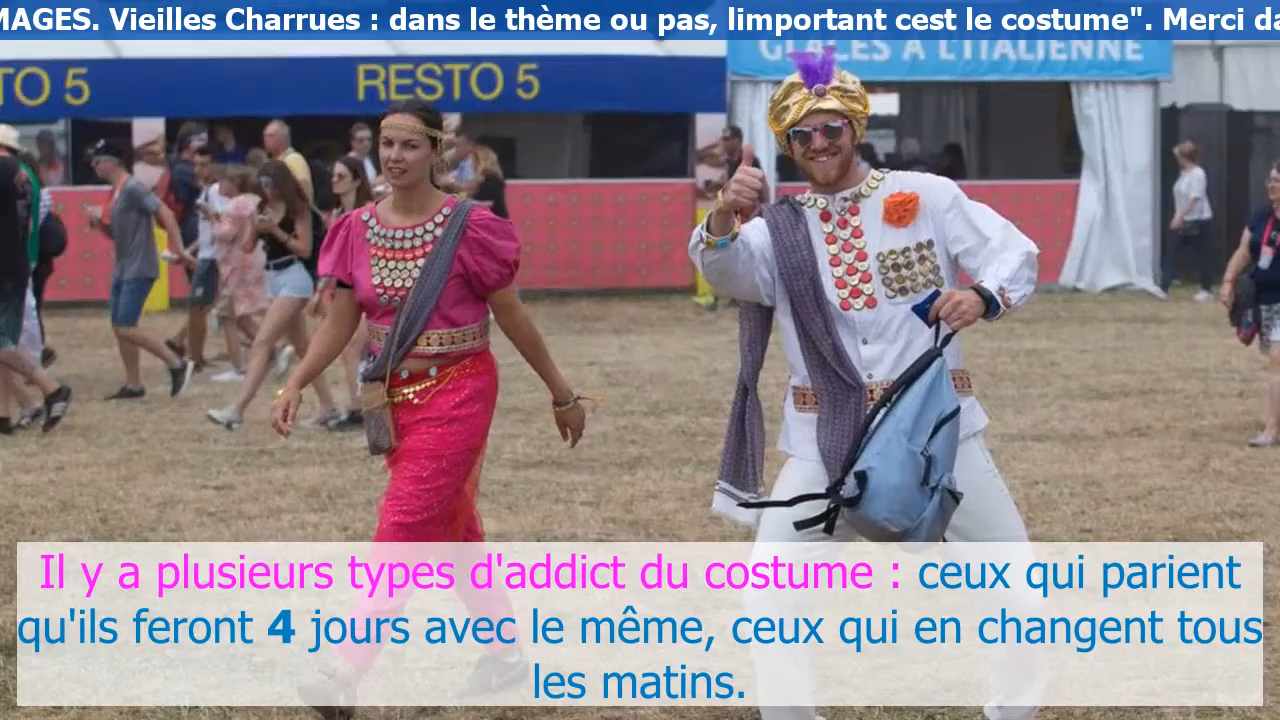 MAGES. Vieilles Charrues : dans le thème ou pas, limportant cest le costume". Merci da
GLACES A L'ITALIENNE
TO 5
RESTO 5
Il y a plusieurs types d'addict du costume : ceux qui parient
qu'ils feront 4 jours avec le même, ceux qui en changent tous
les matins.